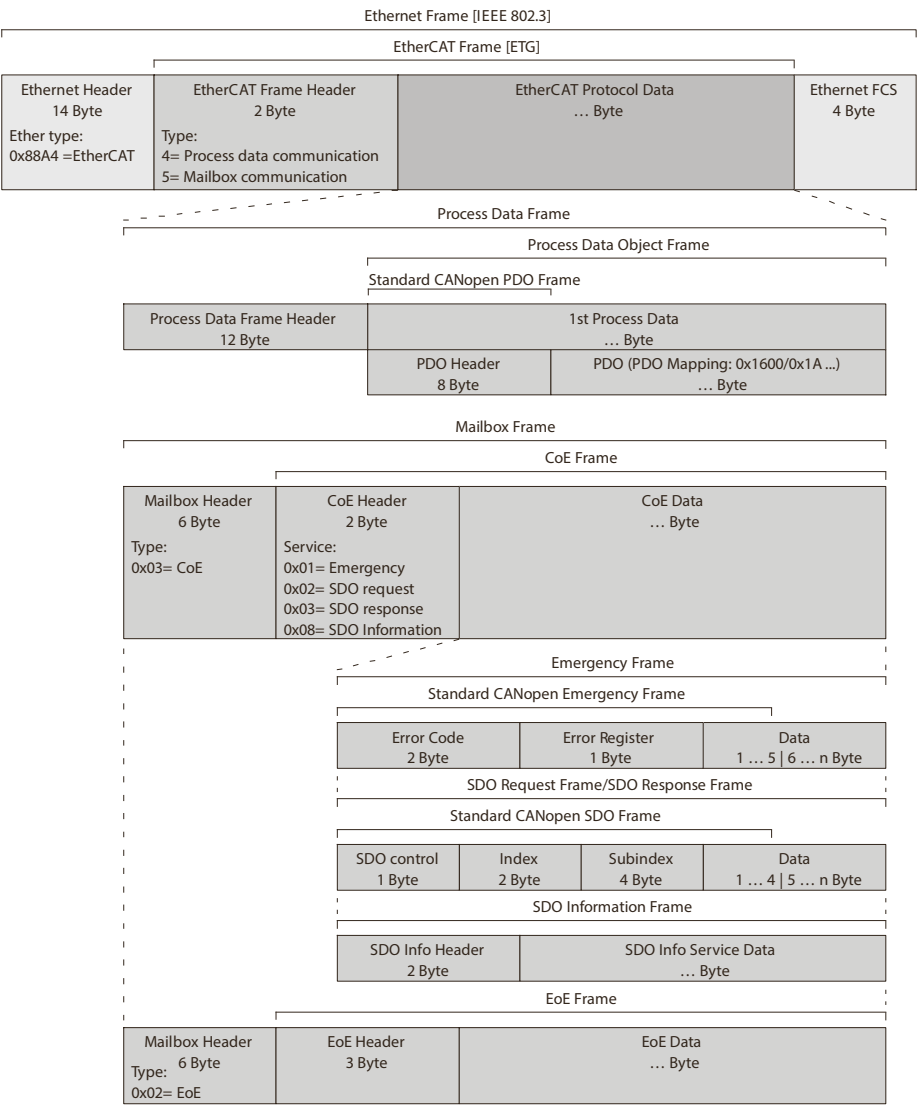 Ethernet Frame [IEEE 802.3]
EtherCAT Frame [ETG]
Ethernet Header
14 Byte
Ether type:
0x88A4 =EtherCAT
EtherCAT Frame Header
2 Byte
Type:
4= Process data communication
5= Mailbox communication
EtherCAT Protocol Data
… Byte
Ethernet FCS
4 Byte
Process Data Frame
Process Data Object Frame
Standard CANopen PDO Frame
Process Data Frame Header
12 Byte
1st Process Data
… Byte
PDO Header
8 Byte
PDO (PDO Mapping: 0x1600/0x1A ...)
… Byte
Mailbox Frame
CoE Frame
Mailbox Header
6 Byte
Type:
0x03= CoE
CoE Header
2 Byte
Service:
0x01= Emergency
0x02= SDO request
0x03= SDO response
0x08= SDO Information
CoE Data
… Byte
Emergency Frame
Standard CANopen Emergency Frame
Error Code
2 Byte
Error Register
1 Byte
Data
1 … 5 | 6 … n Byte
SDO Request Frame/SDO Response Frame
Standard CANopen SDO Frame
SDO control
1 Byte
Index
2 Byte
Subindex
4 Byte
Data
1 … 4 | 5 … n Byte
SDO Information Frame
SDO Info Header
2 Byte
SDO Info Service Data
… Byte
EoE Frame
Mailbox Header
6 Byte
Type:
0x02= EoE
EoE Header
3 Byte
EoE Data
… Byte